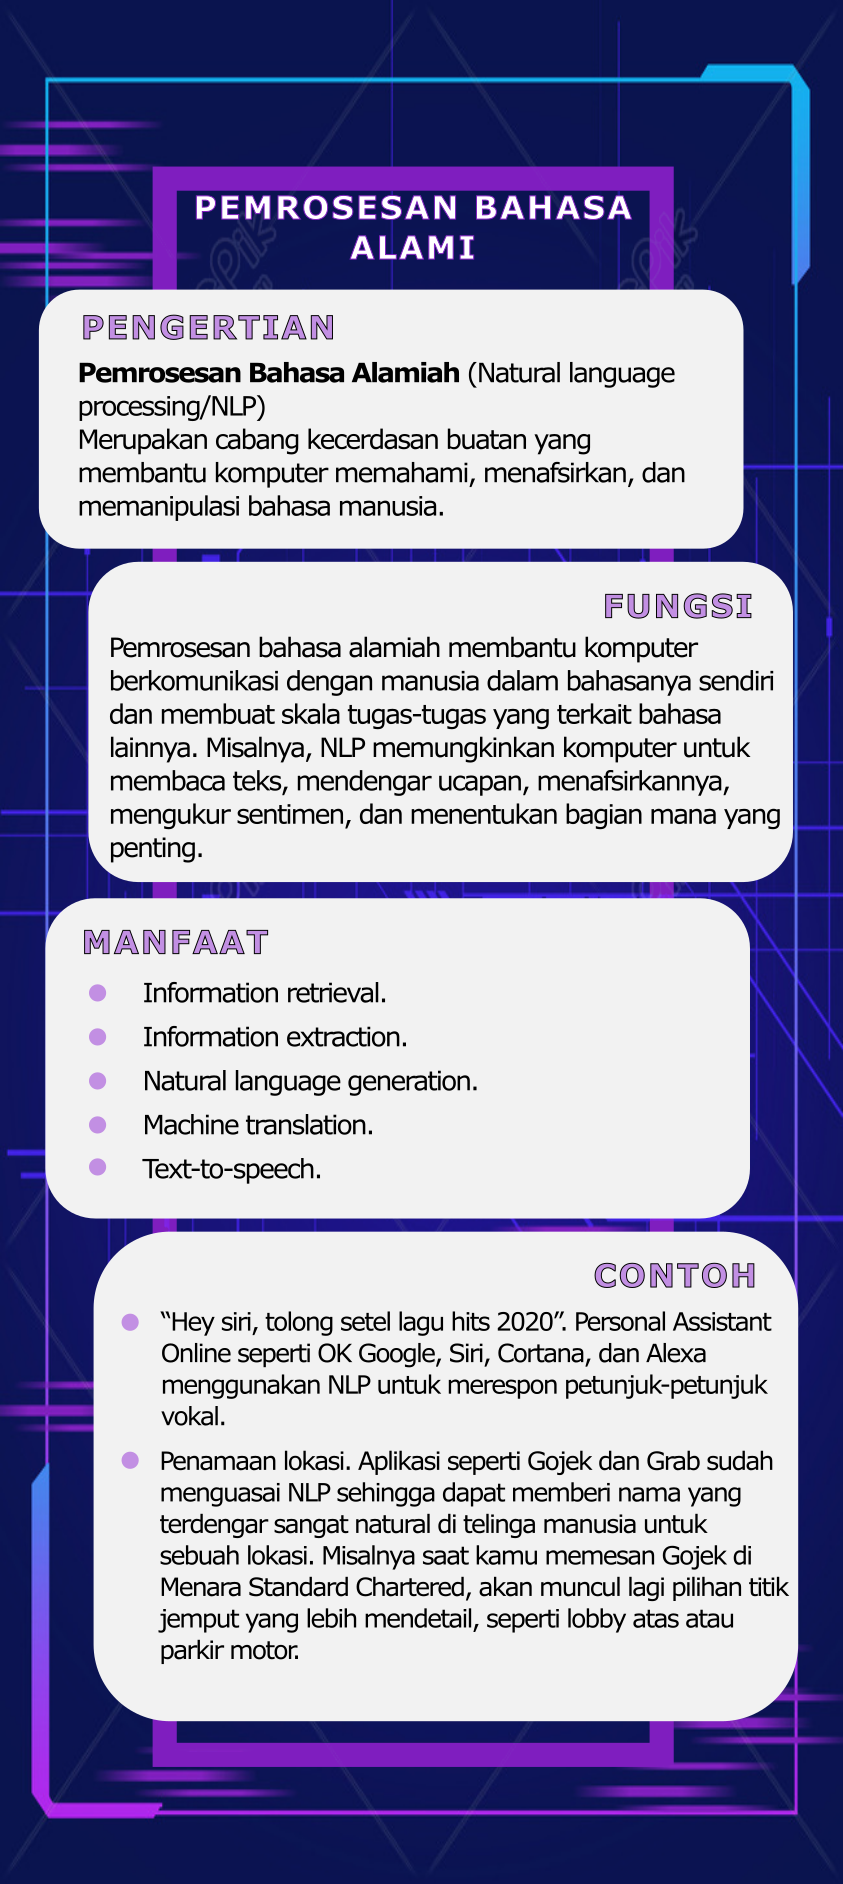 PEMROSESAN BAHASA
ALAMI
PENGERTIAN
Pemrosesan Bahasa Alamiah (Natural language
processing/NLP)
Merupakan cabang kecerdasan buatan yang
membantu komputer memahami, menafsirkan, dan
memanipulasi bahasa manusia.
FUNGSI
Pemrosesan bahasa alamiah membantu komputer
berkomunikasi dengan manusia dalam bahasanya sendiri
dan membuat skala tugas-tugas yang terkait bahasa
lainnya. Misalnya, NLP memungkinkan komputer untuk
membaca teks, mendengar ucapan, menafsirkannya,
mengukur sentimen, dan menentukan bagian mana yang
penting.
MANFAAT
Information retrieval.
Information extraction.
Natural language generation.
Machine translation.
Text-to-speech.
CONTOH
“Hey siri, tolong setel lagu hits 2020”. Personal Assistant
Online seperti OK Google, Siri, Cortana, dan Alexa
menggunakan NLP untuk merespon petunjuk-petunjuk
vokal.
Penamaan lokasi. Aplikasi seperti Gojek dan Grab sudah
menguasai NLP sehingga dapat memberi nama yang
terdengar sangat natural di telinga manusia untuk
sebuah lokasi. Misalnya saat kamu memesan Gojek di
Menara Standard Chartered, akan muncul lagi pilihan titik
jemput yang lebih mendetail, seperti lobby atas atau
parkir motor.